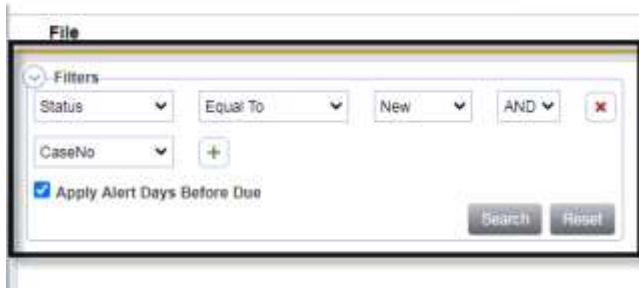 File
Filters
Status Equal To New AND
CaseNo
Apply Alert Days Before Due
Search Reset